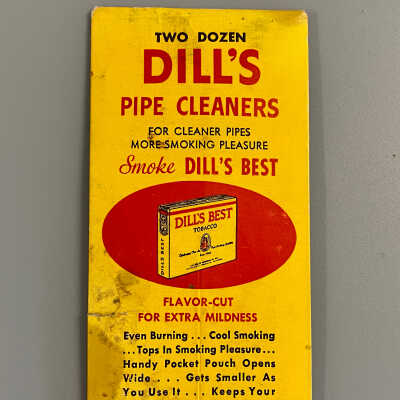 TWO DOZEN
DILL'S
PIPE CLEANERS
FOR CLEANER PIPES
MORE SMOKING PLEASURE
Smoke DILL'S BEST
DILL'S BEST
TOBACCO
DILL'S BEST
FLAVOR-CUT
FOR EXTRA MILDNESS
Even Burning . . . Cool Smoking
. . . Tops In Smoking Pleasure . . .
Handy Pocket Pouch Opens
Wide . . . Gets Smaller As
You Use It . . . Keeps Your